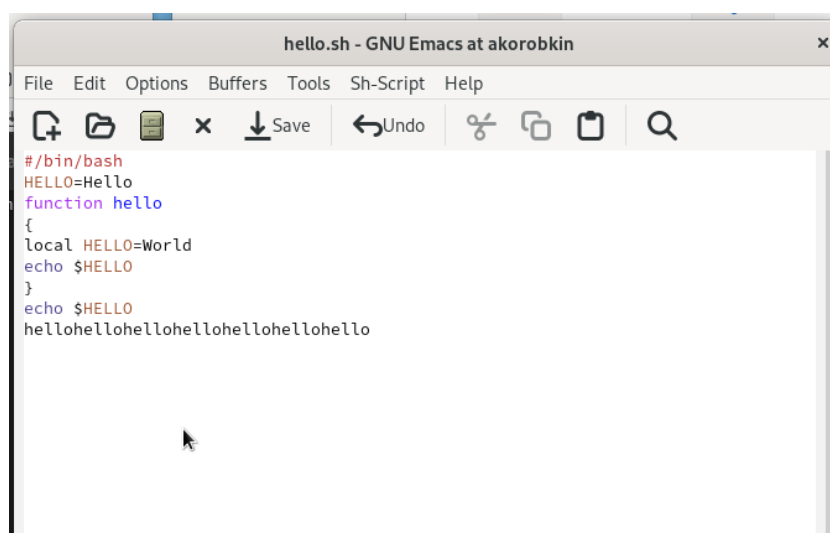 hello.sh - GNU Emacs at akorobkin
File Edit Options Buffers Tools Sh-Script Help
Save Undo
#/bin/bash
HELLO=Hello
function hello
{
local HELLO=World
echo $HELLO
}
echo $HELLO
hellohellohellohellohellohellohello